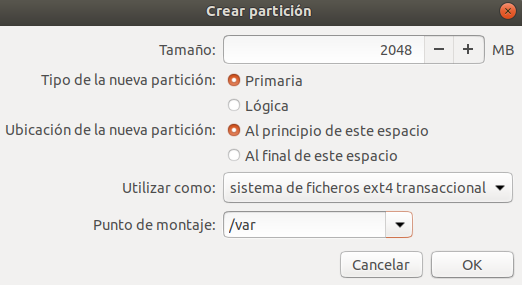 Crear partición
Tamaño: 2048 − + MB
Tipo de la nueva partición: Primaria
Lógica
Ubicación de la nueva partición: Al principio de este espacio
Al final de este espacio
Utilizar como: sistema de ficheros ext4 transaccional
Punto de montaje: /var
Cancelar OK